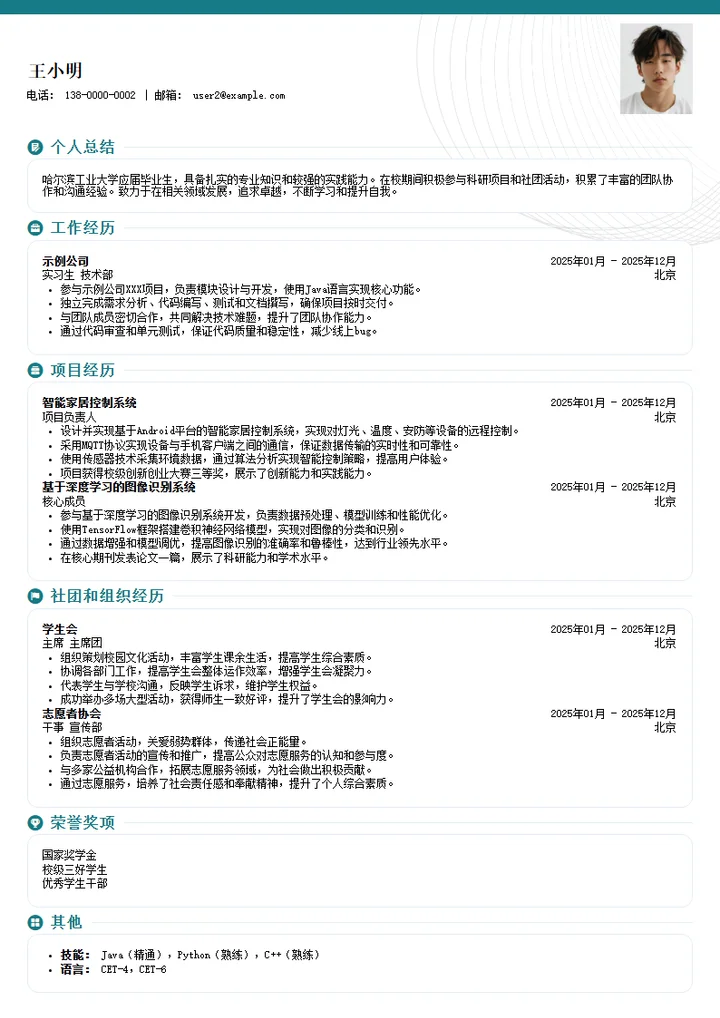 王小明
电话： 138-0000-0002 | 邮箱： user2@example.com
个人总结
哈尔滨工业大学应届毕业生，具备扎实的专业知识和较强的实践能力。在校期间积极参与科研项目和社团活动，积累了丰富的团队协
作和沟通经验。致力于在相关领域发展，追求卓越，不断学习和提升自我。
工作经历
示例公司 2025年01月 - 2025年12月
实习生 技术部 北京
• 参与示例公司XXX项目，负责模块设计与开发，使用Java语言实现核心功能。
• 独立完成需求分析、代码编写、测试和文档撰写，确保项目按时交付。
• 与团队成员密切合作，共同解决技术难题，提升了团队协作能力。
• 通过代码审查和单元测试，保证代码质量和稳定性，减少线上bug。
项目经历
智能家居控制系统 2025年01月 - 2025年12月
项目负责人 北京
• 设计并实现基于Android平台的智能家居控制系统，实现对灯光、温度、安防等设备的远程控制。
• 采用MQTT协议实现设备与手机客户端之间的通信，保证数据传输的实时性和可靠性。
• 使用传感器技术采集环境数据，通过算法分析实现智能控制策略，提高用户体验。
• 项目获得校级创新创业大赛三等奖，展示了创新能力和实践能力。
基于深度学习的图像识别系统 2025年01月 - 2025年12月
核心成员 北京
• 参与基于深度学习的图像识别系统开发，负责数据预处理、模型训练和性能优化。
• 使用TensorFlow框架搭建卷积神经网络模型，实现对图像的分类和识别。
• 通过数据增强和模型调优，提高图像识别的准确率和鲁棒性，达到行业领先水平。
• 在核心期刊发表论文一篇，展示了科研能力和学术水平。
社团和组织经历
学生会 2025年01月 - 2025年12月
主席 主席团 北京
• 组织策划校园文化活动，丰富学生课余生活，提高学生综合素质。
• 协调各部门工作，提高学生会整体运作效率，增强学生会凝聚力。
• 代表学生与学校沟通，反映学生诉求，维护学生权益。
• 成功举办多场大型活动，获得师生一致好评，提升了学生会的影响力。
志愿者协会 2025年01月 - 2025年12月
干事 宣传部 北京
• 组织志愿者活动，关爱弱势群体，传递社会正能量。
• 负责志愿者活动的宣传和推广，提高公众对志愿服务的认知和参与度。
• 与多家公益机构合作，拓展志愿服务领域，为社会做出积极贡献。
• 通过志愿服务，培养了社会责任感和奉献精神，提升了个人综合素质。
荣誉奖项
国家奖学金
校级三好学生
优秀学生干部
其他
• 技能： Java（精通），Python（熟练），C++（熟练）
• 语言： CET-4，CET-6